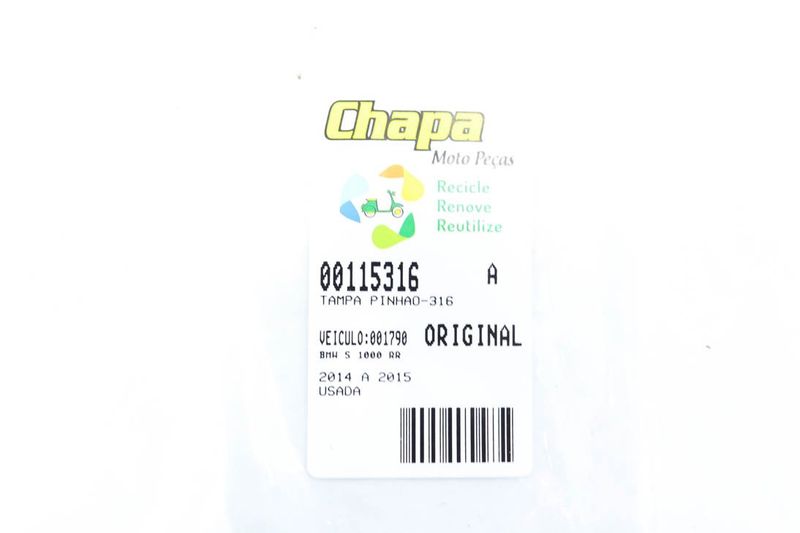 Chapa
Moto Peças
Recicle
Renove
Reutilize
00115316 A
TAMPA PINHAO-316
VEICULO:001790 ORIGINAL
BMW S 1000 RR
2014 A 2015
USADA